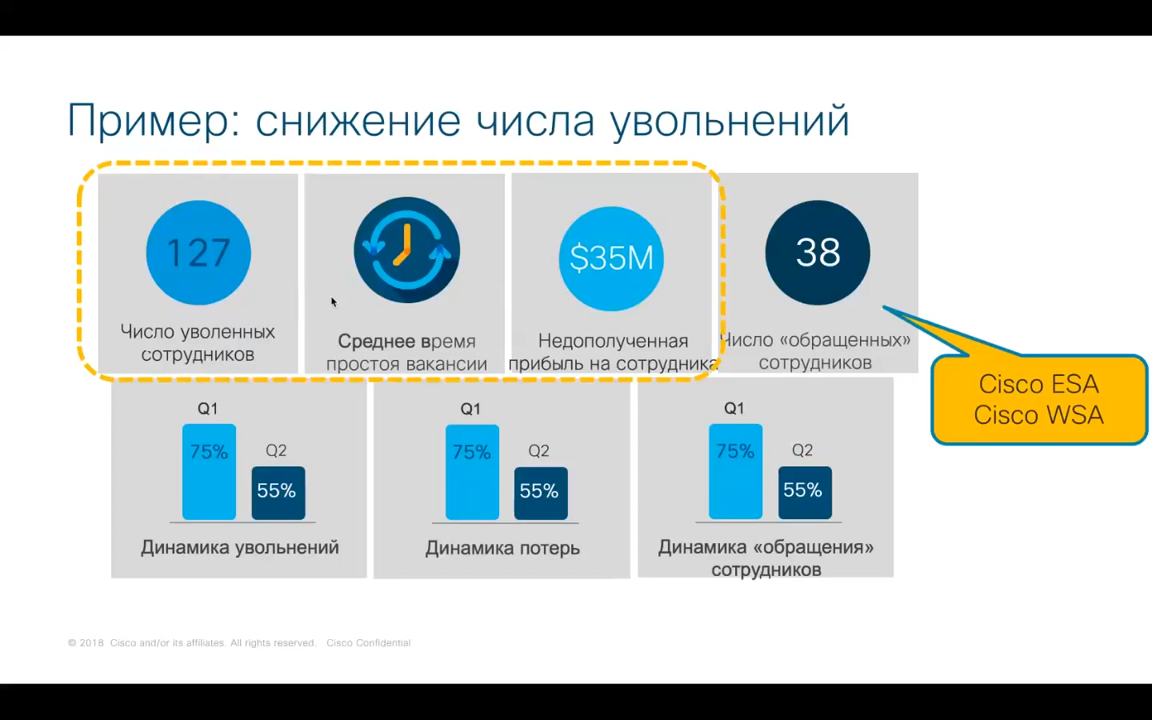 Пример: снижение числа увольнений
127
Число уволенных
сотрудников
Среднее время
простоя вакансии
$35M
Недополученная
прибыль на сотрудника
38
Число «обращенных»
сотрудников
Cisco ESA
Cisco WSA
Q1
75%
Q2
55%
Динамика увольнений
Q1
75%
Q2
55%
Динамика потерь
Q1
75%
Q2
55%
Динамика «обращения»
сотрудников
© 2018 Cisco and/or its affiliates. All rights reserved. Cisco Confidential